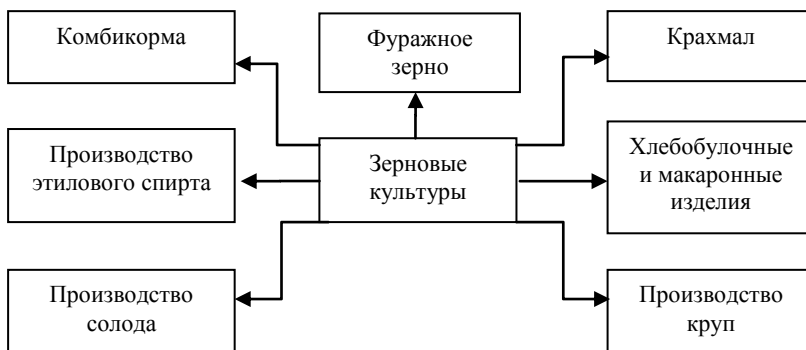 Комбикорма
Фуражное
зерно
Крахмал
Производство
этилового спирта
Зерновые
культуры
Хлебобулочные
и макаронные
изделия
Производство
солода
Производство
круп